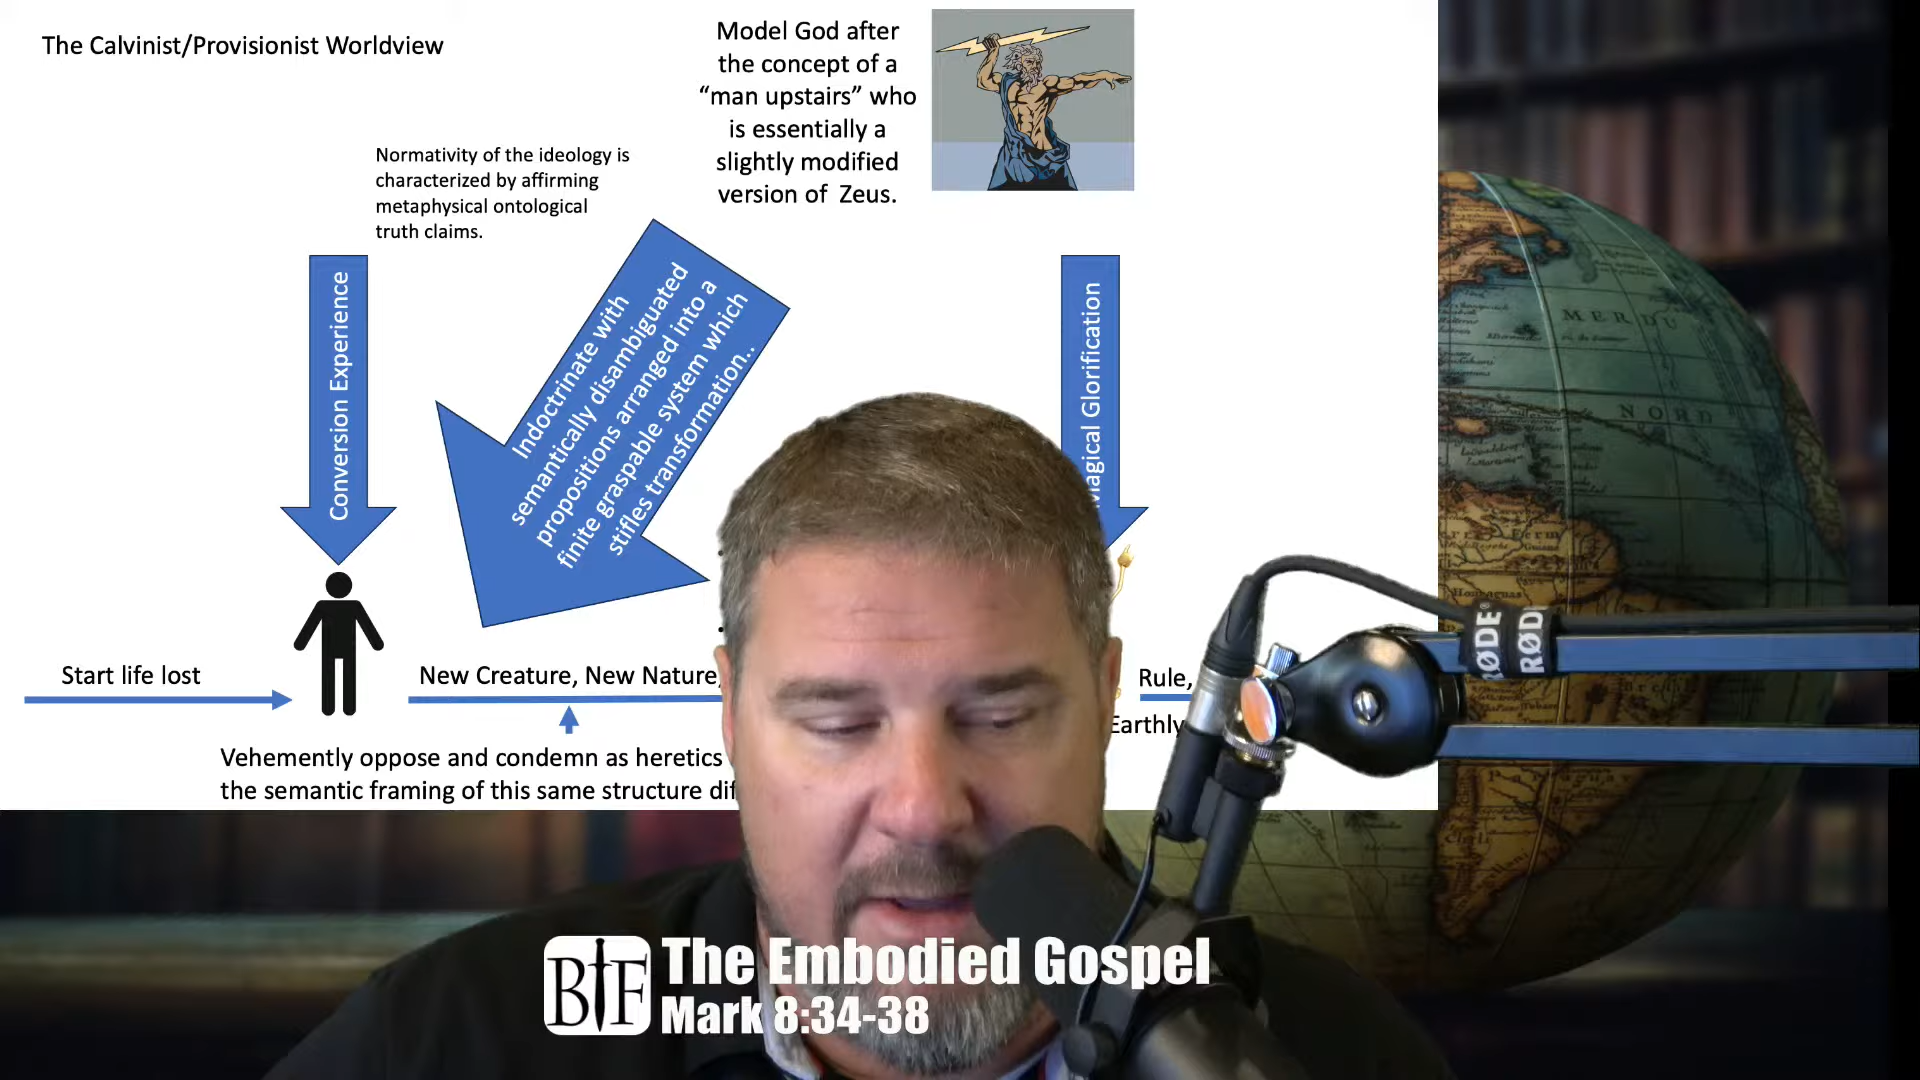 The Calvinist/Provisionist Worldview
Model God after
the concept of a
“man upstairs” who
is essentially a
slightly modified
version of Zeus.
Normativity of the ideology is
characterized by affirming
metaphysical ontological
truth claims.
Conversion Experience
Indoctrinate with
semantically disambiguated
propositions arranged into a
finite graspable system which
stifles transformation..
Magical Glorification
Start life lost
New Creature, New Nature,
Rule,
Earthly
Vehemently oppose and condemn as heretics
the semantic framing of this same structure dif
MERDU
NORD
RØDE
RØD
BTF
The Embodied Gospel
Mark 8:34-38